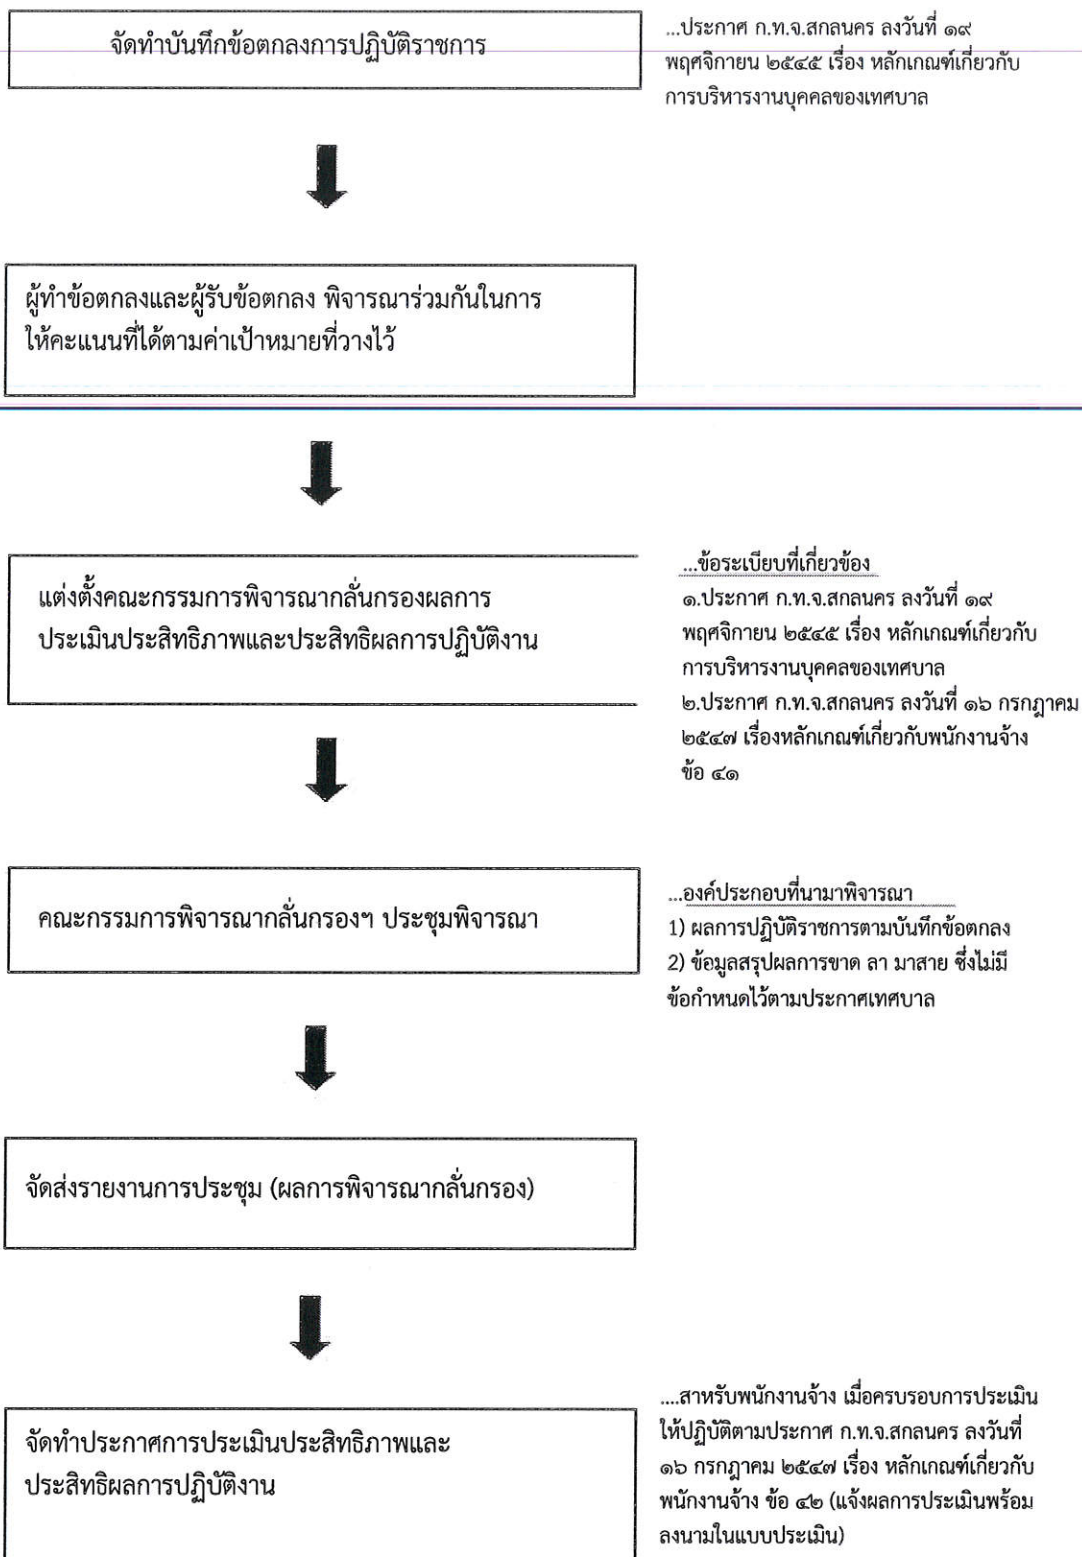 จัดทำบันทึกข้อตกลงการปฏิบัติราชการ
...ประกาศ ก.ท.จ.สกลนคร ลงวันที่ ๑๙
พฤศจิกายน ๒๕๔๕ เรื่อง หลักเกณฑ์เกี่ยวกับ
การบริหารงานบุคคลของเทศบาล
ผู้ทำข้อตกลงและผู้รับข้อตกลง พิจารณาร่วมกันในการ
ให้คะแนนที่ได้ตามค่าเป้าหมายที่วางไว้
แต่งตั้งคณะกรรมการพิจารณากลั่นกรองผลการ
ประเมินประสิทธิภาพและประสิทธิผลการปฏิบัติงาน
...ข้อระเบียบที่เกี่ยวข้อง
๑.ประกาศ ก.ท.จ.สกลนคร ลงวันที่ ๑๙
พฤศจิกายน ๒๕๔๕ เรื่อง หลักเกณฑ์เกี่ยวกับ
การบริหารงานบุคคลของเทศบาล
๒.ประกาศ ก.ท.จ.สกลนคร ลงวันที่ ๑๖ กรกฎาคม
๒๕๔๗ เรื่องหลักเกณฑ์เกี่ยวกับพนักงานจ้าง
ข้อ ๔๑
คณะกรรมการพิจารณากลั่นกรองฯ ประชุมพิจารณา
...องค์ประกอบที่นามาพิจารณา
1) ผลการปฏิบัติราชการตามบันทึกข้อตกลง
2) ข้อมูลสรุปผลการขาด ลา มาสาย ซึ่งไม่มี
ข้อกำหนดไว้ตามประกาศเทศบาล
จัดส่งรายงานการประชุม (ผลการพิจารณากลั่นกรอง)
จัดทำประกาศการประเมินประสิทธิภาพและ
ประสิทธิผลการปฏิบัติงาน
....สาหรับพนักงานจ้าง เมื่อครบรอบการประเมิน
ให้ปฏิบัติตามประกาศ ก.ท.จ.สกลนคร ลงวันที่
๑๖ กรกฎาคม ๒๕๔๗ เรื่อง หลักเกณฑ์เกี่ยวกับ
พนักงานจ้าง ข้อ ๔๒ (แจ้งผลการประเมินพร้อม
ลงนามในแบบประเมิน)